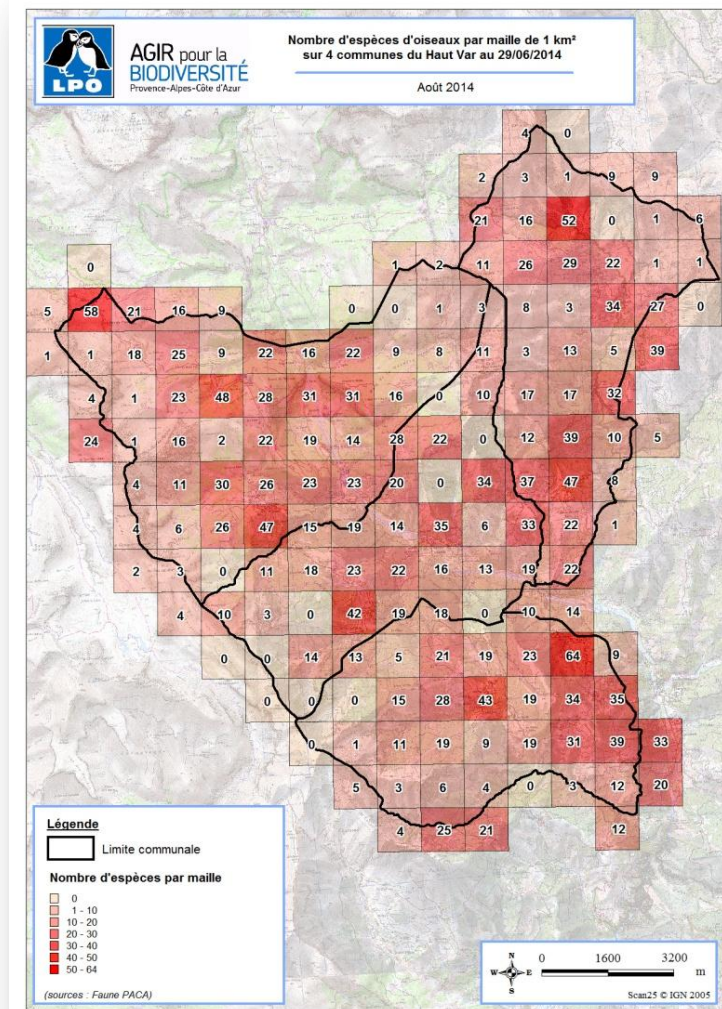 LPO
AGIR pour la
BIODIVERSITÉ
Provence-Alpes-Côte d'Azur
Nombre d'espèces d'oiseaux par maille de 1 km²
sur 4 communes du Haut Var au 29/06/2014
Août 2014
4 0
2 3 1 9 9
21 16 52 0 1 6
0 1 2 11 26 29 22 1 1
5 58 21 16 9 0 0 1 3 8 3 34 27 0
1 1 18 25 9 22 16 22 9 8 11 3 13 5 39
4 1 23 48 28 31 31 16 0 10 17 17 32
24 1 16 2 22 19 14 28 22 0 12 39 10 5
4 11 30 26 23 23 20 0 34 37 47 8
4 6 26 47 15 19 14 35 6 33 22 1
2 3 0 11 18 23 22 16 13 19 22
4 10 3 0 42 19 18 0 10 14
0 0 14 13 5 21 19 23 64 9
0 0 0 15 28 43 19 34 35
0 1 11 19 9 19 31 39 33
5 3 6 4 0 3 12 20
4 25 21 12
Légende
Limite communale
Nombre d'espèces par maille
0
1 - 10
10 - 20
20 - 30
30 - 40
40 - 50
50 - 64
(sources : Faune PACA)
N
W E
S
0 1600 3200
m
Scan25 © IGN 2005